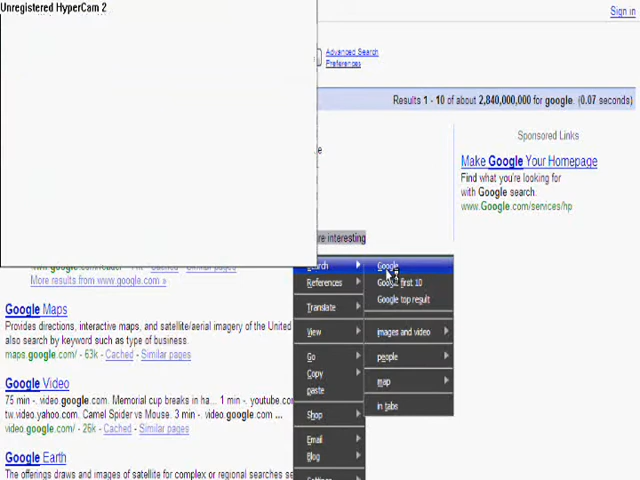 Unregistered HyperCam 2
Sign in
Advanced Search
Preferences
Results 1 - 10 of about 2,840,000,000 for google. (0.07 seconds)
Sponsored Links
Make Google Your Homepage
Find what you're looking for
with Google search.
www.Google.com/services/hp
re interesting
More results from www.google.com »
Search
Google
References
Google first 10
Google top result
Translate
View
images and video
Go
people
Copy
map
paste
in tabs
Shop
Email
Blog
Google Maps
Provides directions, interactive maps, and satellite/aerial imagery of the United
also search by keyword such as type of business.
maps.google.com/ - 63k - Cached - Similar pages
Google Video
75 min -. video.google.com. Memorial cup breaks in ha... 1 min -. youtube.com
tw.video.yahoo.com. Camel Spider vs Mouse. 3 min -. video.google.com ...
video.google.com/ - 26k - Cached - Similar pages
Google Earth
The offerings draws and images of satellite for complex or regional searches se